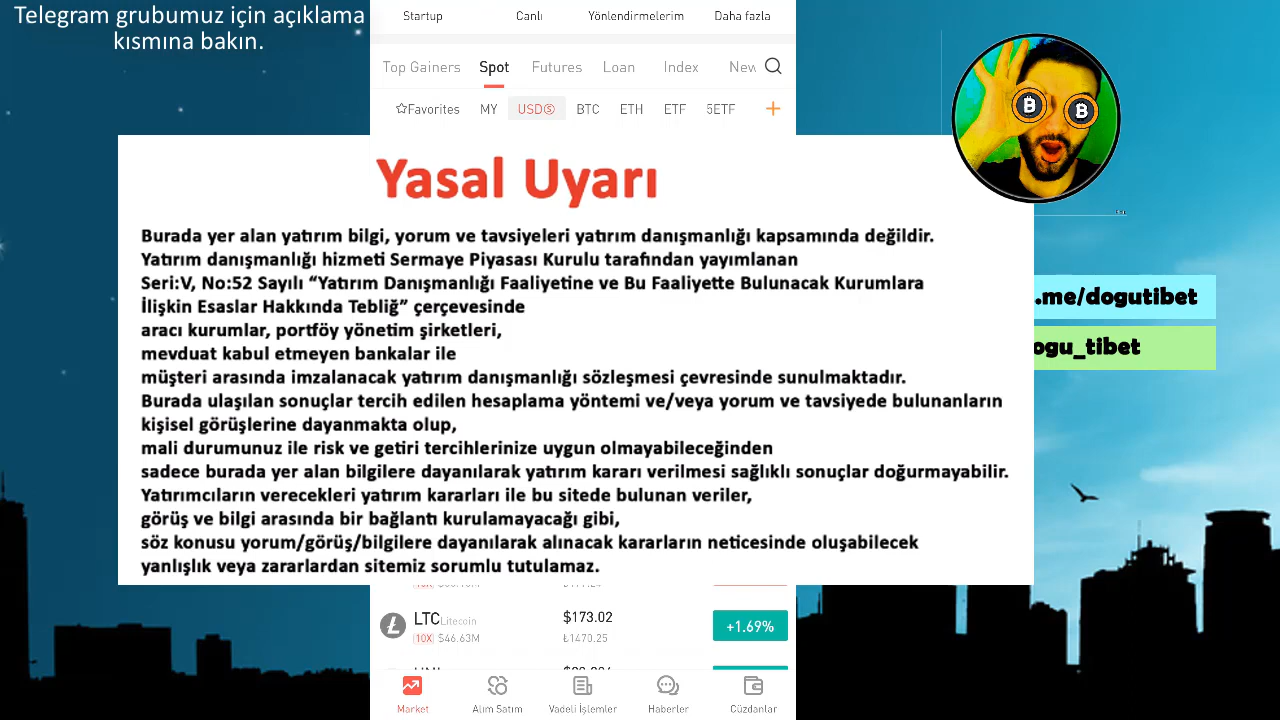 Telegram grubumuz için açıklama
kısmına bakın.
Startup Canlı Yönlendirmelerim Daha fazla
Top Gainers Spot Futures Loan Index New
Favorites MY USDⓢ BTC ETH ETF 5ETF +
Yasal Uyarı
Burada yer alan yatırım bilgi, yorum ve tavsiyeleri yatırım danışmanlığı kapsamında değildir.
Yatırım danışmanlığı hizmeti Sermaye Piyasası Kurulu tarafından yayımlanan
Seri:V, No:52 Sayılı “Yatırım Danışmanlığı Faaliyetine ve Bu Faaliyette Bulunacak Kurumlara
İlişkin Esaslar Hakkında Tebliğ” çerçevesinde
aracı kurumlar, portföy yönetim şirketleri,
mevduat kabul etmeyen bankalar ile
müşteri arasında imzalanacak yatırım danışmanlığı sözleşmesi çevresinde sunulmaktadır.
Burada ulaşılan sonuçlar tercih edilen hesaplama yöntemi ve/veya yorum ve tavsiyede bulunanların
kişisel görüşlerine dayanmakta olup,
mali durumunuz ile risk ve getiri tercihlerinize uygun olmayabileceğinden
sadece burada yer alan bilgilere dayanılarak yatırım kararı verilmesi sağlıklı sonuçlar doğurmayabilir.
Yatırımcıların verecekleri yatırım kararları ile bu sitede bulunan veriler,
görüş ve bilgi arasında bir bağlantı kurulamayacağı gibi,
söz konusu yorum/görüş/bilgilere dayanılarak alınacak kararların neticesinde oluşabilecek
yanlışlık veya zararlardan sitemiz sorumlu tutulamaz.
.me/dogutibet
ogu_tibet
LTC Litecoin $173.02 +1.69%
10X $46.63M ₺1470.25
Market Alım Satım Vadeli İşlemler Haberler Cüzdanlar